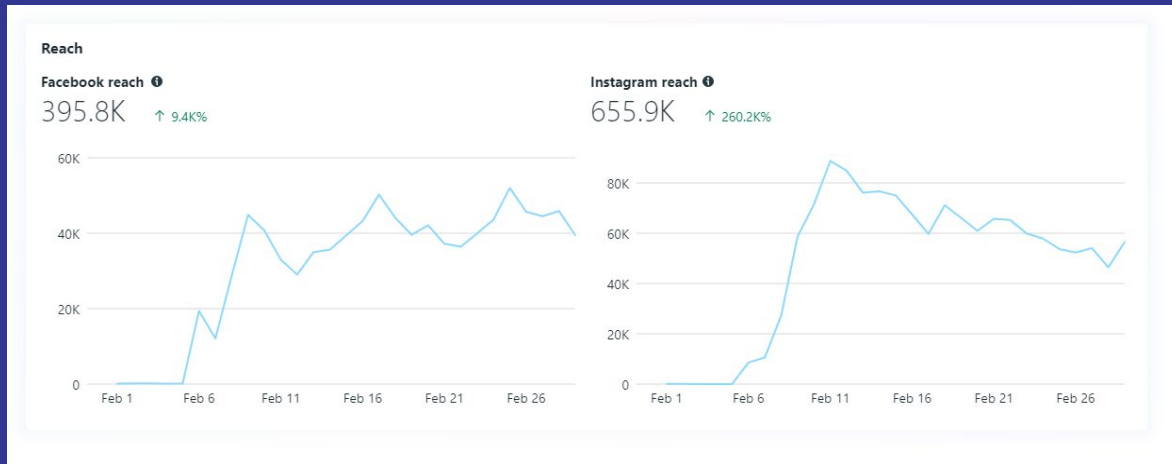 Reach
Facebook reach
395.8K ↑ 9.4K%
60K
40K
20K
0
Feb 1 Feb 6 Feb 11 Feb 16 Feb 21 Feb 26
Instagram reach
655.9K ↑ 260.2K%
80K
60K
40K
20K
0
Feb 1 Feb 6 Feb 11 Feb 16 Feb 21 Feb 26